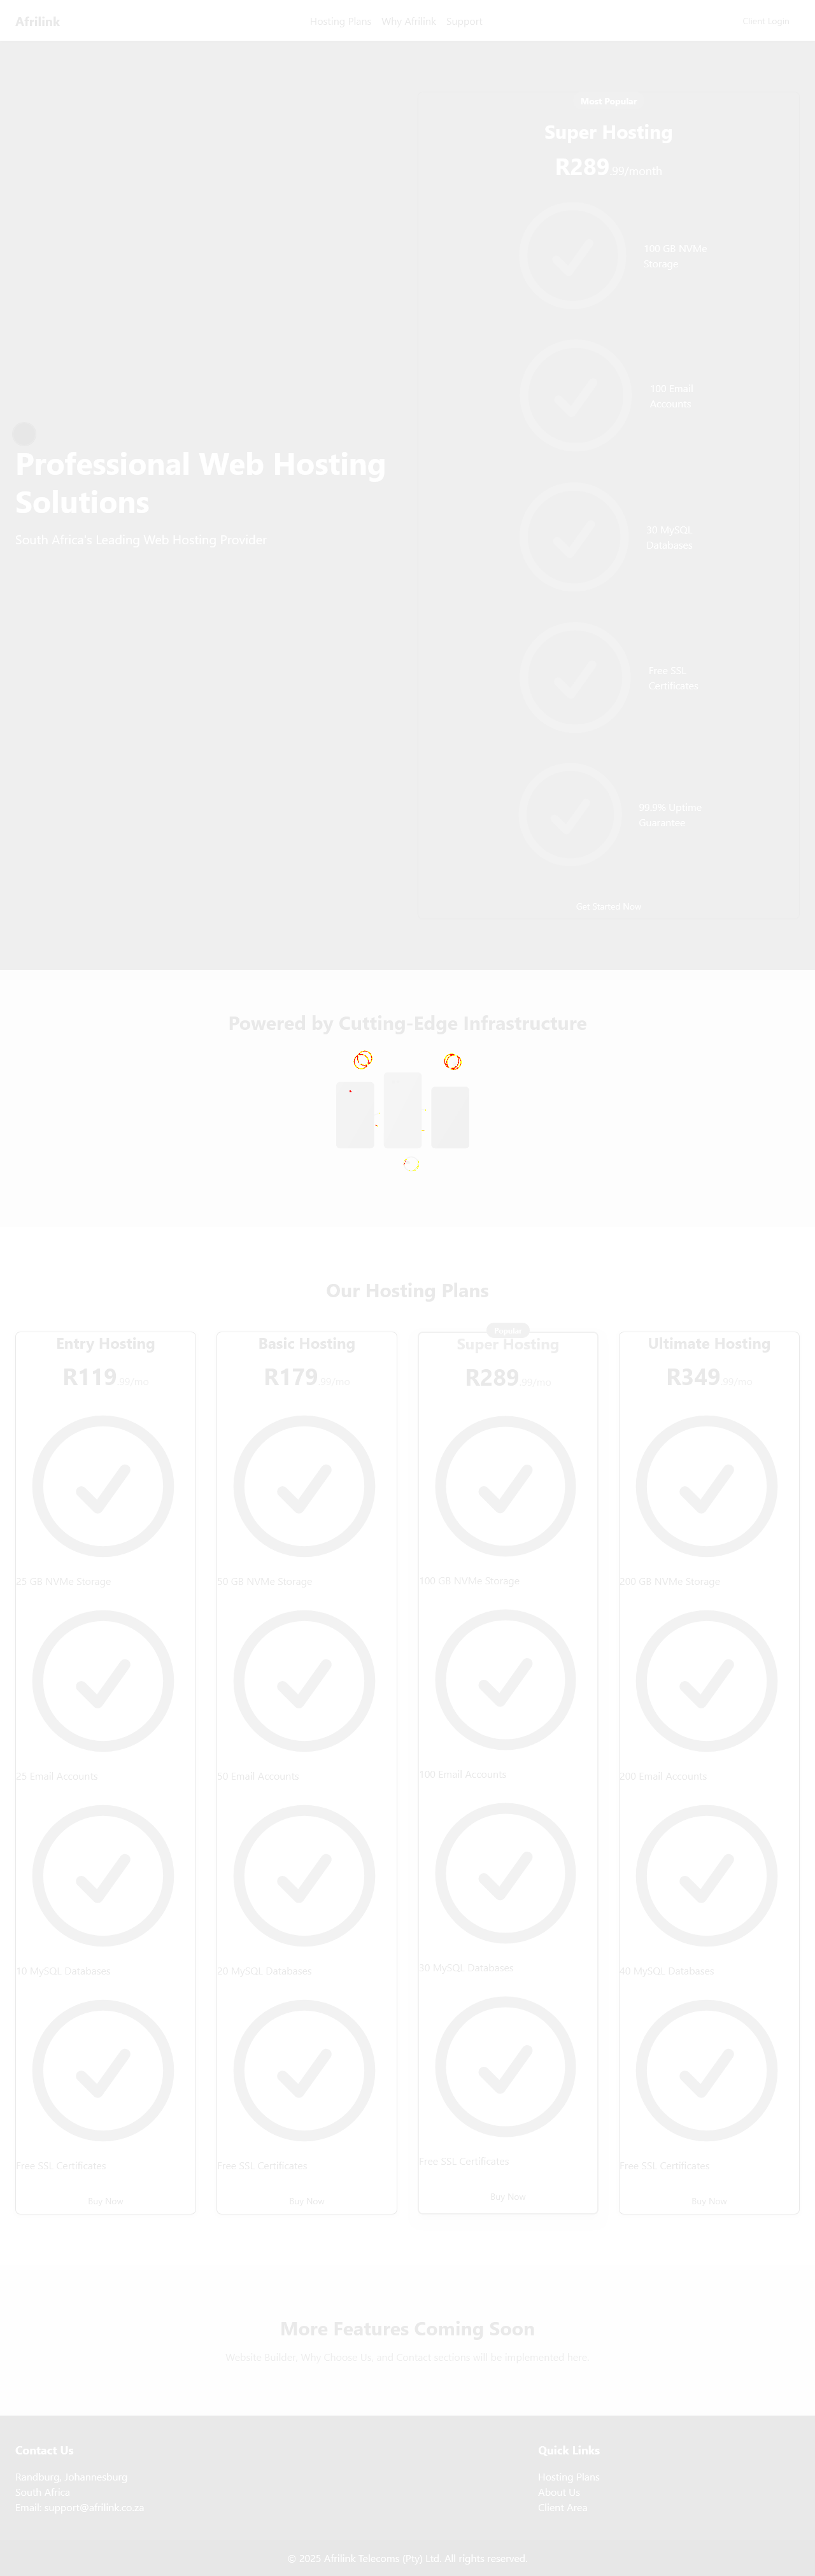 Afrilink
Hosting Plans Why Afrilink Support
Client Login
Professional Web Hosting
Solutions
South Africa's Leading Web Hosting Provider
Most Popular
Super Hosting
R289.99/month
100 GB NVMe
Storage
100 Email
Accounts
30 MySQL
Databases
Free SSL
Certificates
99.9% Uptime
Guarantee
Get Started Now
Powered by Cutting-Edge Infrastructure
Our Hosting Plans
Entry Hosting
R119.99/mo
25 GB NVMe Storage
25 Email Accounts
10 MySQL Databases
Free SSL Certificates
Buy Now
Basic Hosting
R179.99/mo
50 GB NVMe Storage
50 Email Accounts
20 MySQL Databases
Free SSL Certificates
Buy Now
Popular
Super Hosting
R289.99/mo
100 GB NVMe Storage
100 Email Accounts
30 MySQL Databases
Free SSL Certificates
Buy Now
Ultimate Hosting
R349.99/mo
200 GB NVMe Storage
200 Email Accounts
40 MySQL Databases
Free SSL Certificates
Buy Now
More Features Coming Soon
Website Builder, Why Choose Us, and Contact sections will be implemented here.
Contact Us
Randburg, Johannesburg
South Africa
Email: support@afrilink.co.za
Quick Links
Hosting Plans
About Us
Client Area
© 2025 Afrilink Telecoms (Pty) Ltd. All rights reserved.